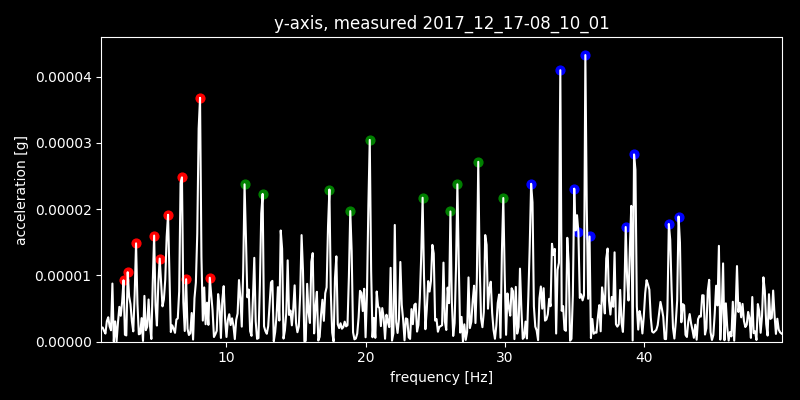 y-axis, measured 2017_12_17-08_10_01
0.00004
0.00003
0.00002
0.00001
0.00000
acceleration [g]
10 20 30 40
frequency [Hz]